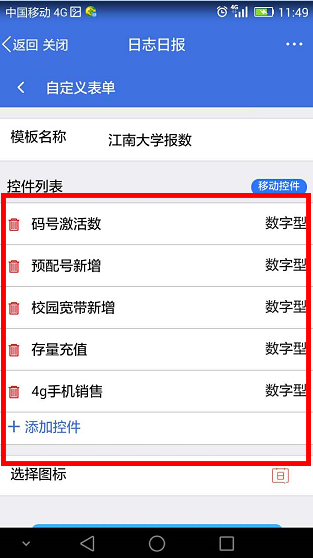 中国移动 4G 11:49
返回 关闭 日志日报 ...
自定义表单
模板名称 江南大学报数
控件列表 移动控件
码号激活数 数字型
预配号新增 数字型
校园宽带新增 数字型
存量充值 数字型
4g手机销售 数字型
+ 添加控件
选择图标 日